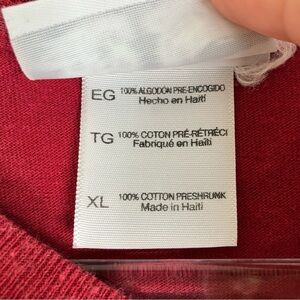 EG 100% ALGODÓN PRE-ENCOGIDO
Hecho en Haití
TG 100% COTON PRÉ-RÉTRÉCI
Fabriqué en Haïti
XL 100% COTTON PRESHRUNK
Made in Haiti